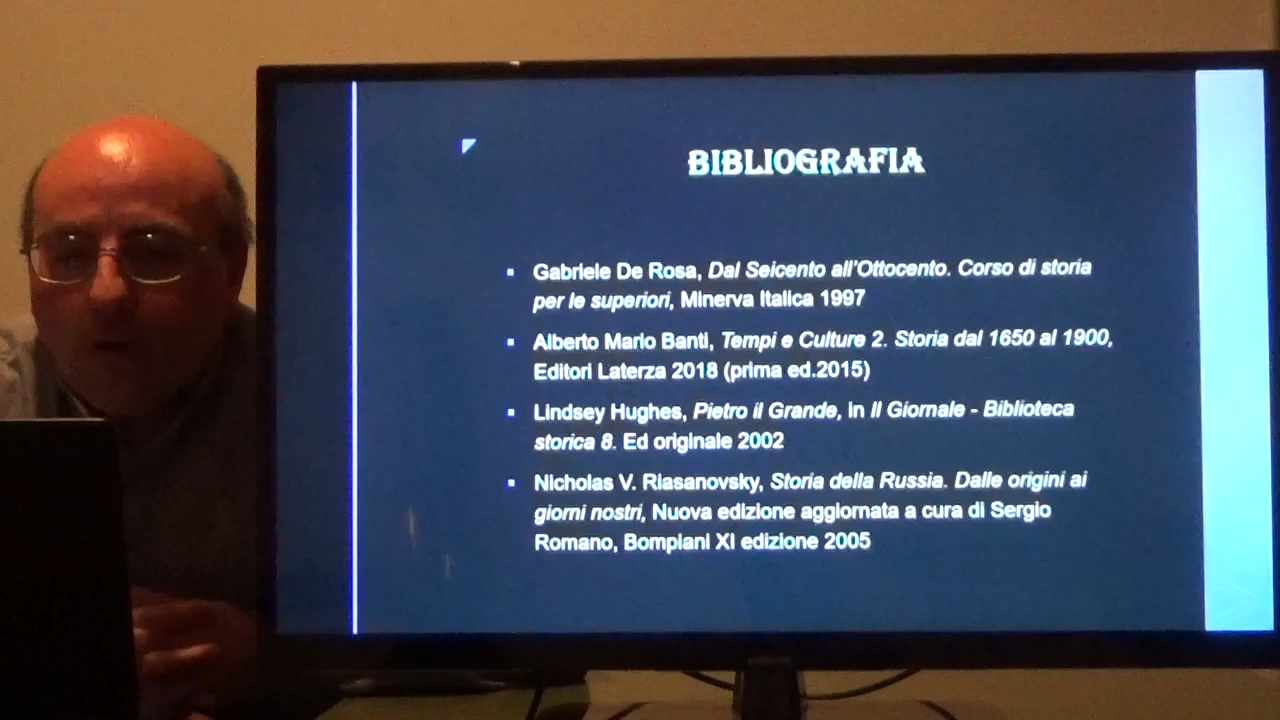 BIBLIOGRAFIA
▪ Gabriele De Rosa, Dal Seicento all'Ottocento. Corso di storia
per le superiori, Minerva Italica 1997
▪ Alberto Mario Banti, Tempi e Culture 2. Storia dal 1650 al 1900,
Editori Laterza 2018 (prima ed.2015)
▪ Lindsey Hughes, Pietro il Grande, in Il Giornale - Biblioteca
storica 8. Ed originale 2002
▪ Nicholas V. Riasanovsky, Storia della Russia. Dalle origini ai
giorni nostri, Nuova edizione aggiornata a cura di Sergio
Romano, Bompiani XI edizione 2005